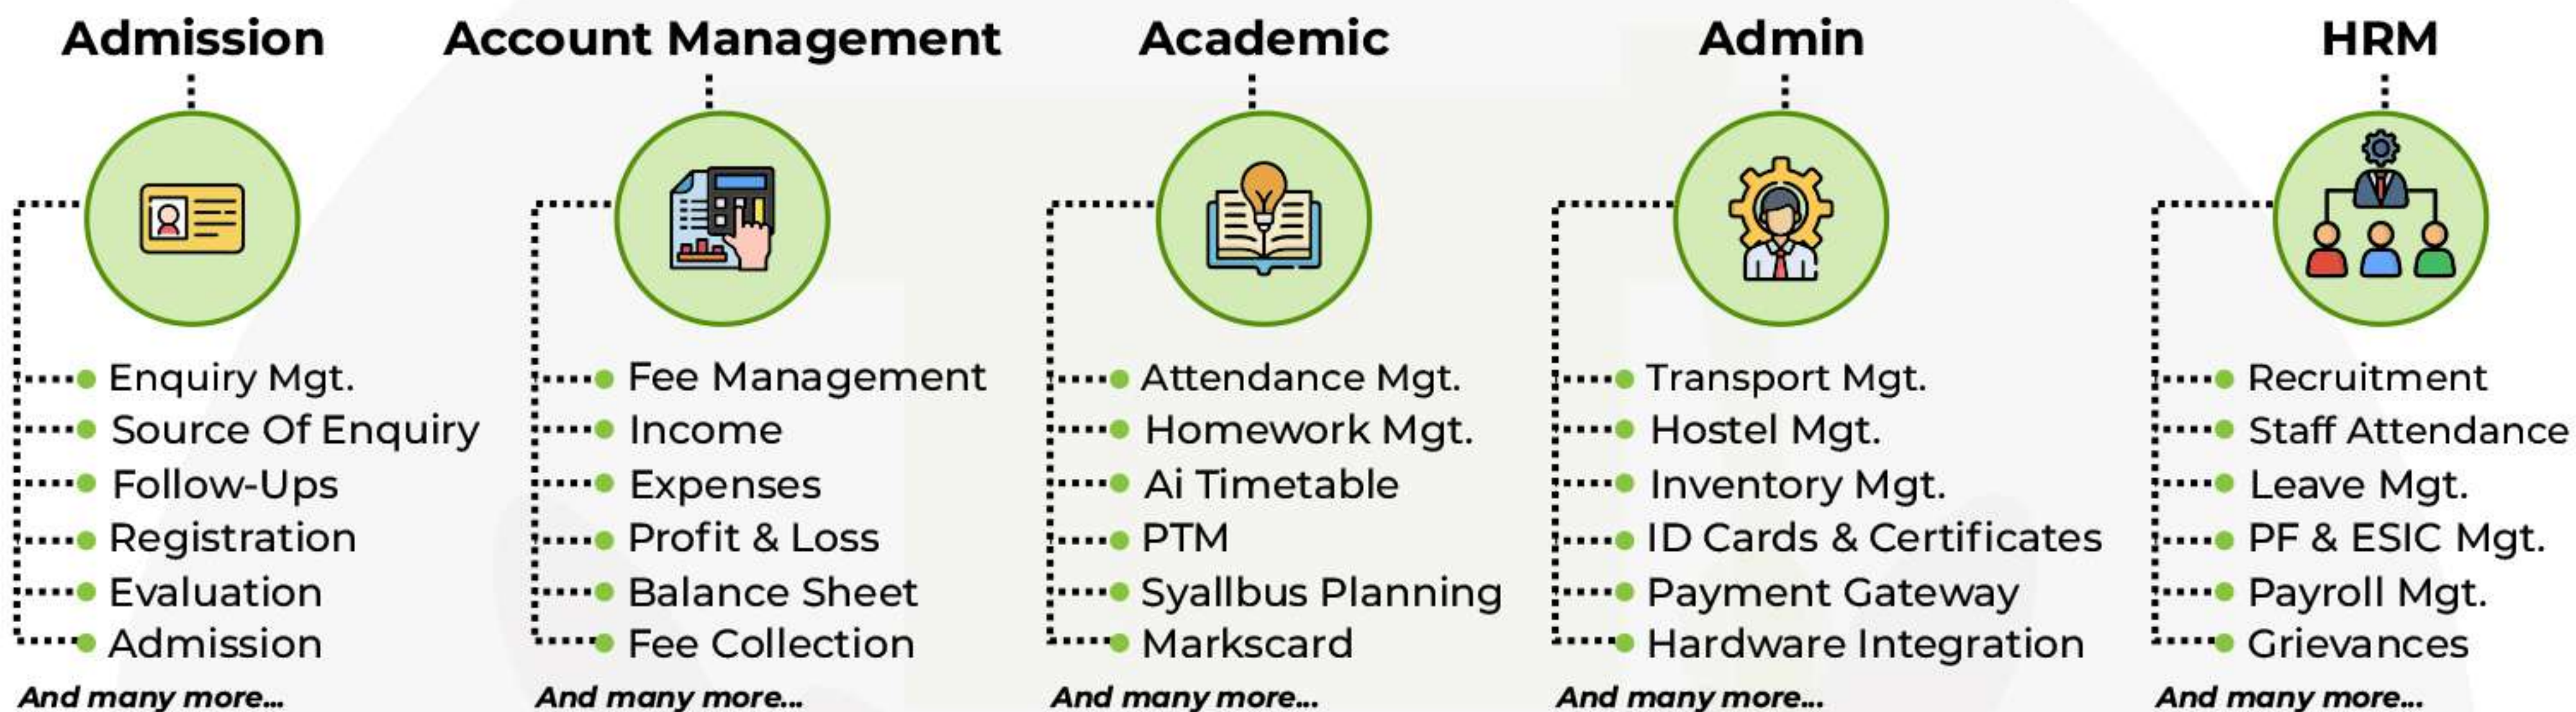 Admission
Enquiry Mgt.
Source Of Enquiry
Follow-Ups
Registration
Evaluation
Admission
And many more...
Account Management
Fee Management
Income
Expenses
Profit & Loss
Balance Sheet
Fee Collection
And many more...
Academic
Attendance Mgt.
Homework Mgt.
Ai Timetable
PTM
Syallbus Planning
Markscard
And many more...
Admin
Transport Mgt.
Hostel Mgt.
Inventory Mgt.
ID Cards & Certificates
Payment Gateway
Hardware Integration
And many more...
HRM
Recruitment
Staff Attendance
Leave Mgt.
PF & ESIC Mgt.
Payroll Mgt.
Grievances
And many more...